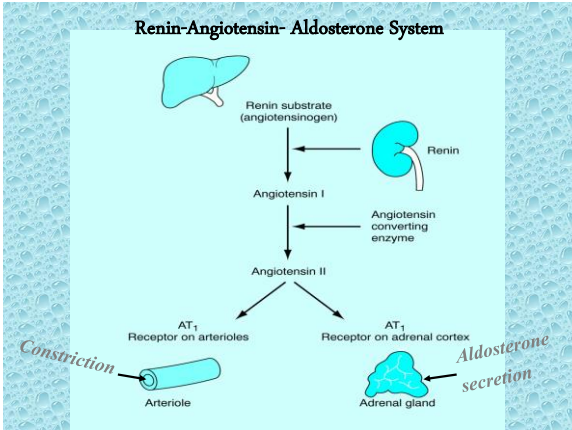 Renin-Angiotensin- Aldosterone System
Renin substrate
(angiotensinogen)
Renin
Angiotensin I
Angiotensin
converting
enzyme
Angiotensin II
AT1
Receptor on arterioles
AT1
Receptor on adrenal cortex
Constriction
Aldosterone
secretion
Arteriole
Adrenal gland